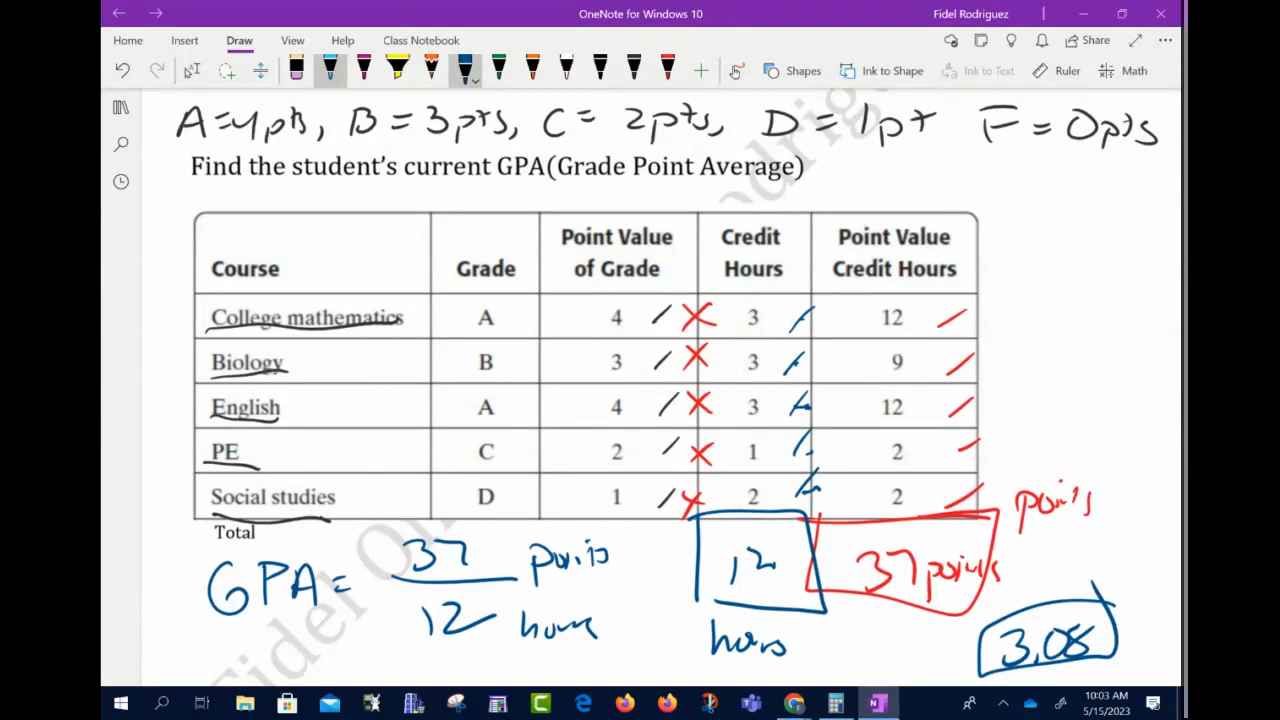 OneNote for Windows 10 Fidel Rodriguez
Home Insert Draw View Help Class Notebook Share
Shapes Ink to Shape Ink to Text Ruler Math
A=4pts, B=3pts, C= 2pts, D=1pt F=0pts
Find the student's current GPA(Grade Point Average)
Course Grade Point Value of Grade Credit Hours Point Value Credit Hours
College mathematics A 4 × 3 12
Biology B 3 × 3 9
English A 4 × 3 12
PE C 2 × 1 2
Social studies D 1 × 2 2
points
Total
GPA= 37 points
12 hours
12
hours
37 points
3.08
10:03 AM
5/15/2023